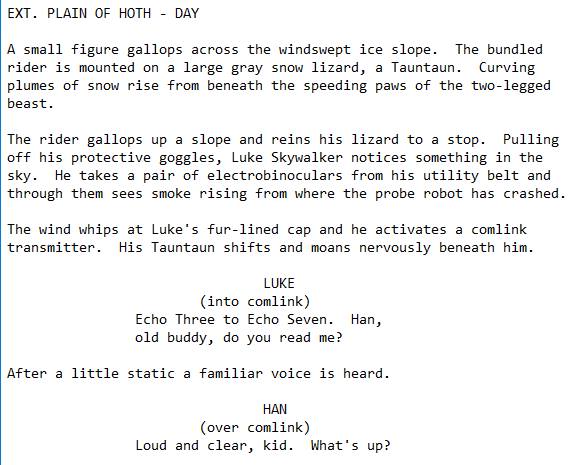 EXT. PLAIN OF HOTH - DAY
A small figure gallops across the windswept ice slope.  The bundled
rider is mounted on a large gray snow lizard, a Tauntaun.  Curving
plumes of snow rise from beneath the speeding paws of the two-legged
beast.
The rider gallops up a slope and reins his lizard to a stop.  Pulling
off his protective goggles, Luke Skywalker notices something in the
sky.  He takes a pair of electrobinoculars from his utility belt and
through them sees smoke rising from where the probe robot has crashed.
The wind whips at Luke's fur-lined cap and he activates a comlink
transmitter.  His Tauntaun shifts and moans nervously beneath him.
LUKE
(into comlink)
Echo Three to Echo Seven.  Han,
old buddy, do you read me?
After a little static a familiar voice is heard.
HAN
(over comlink)
Loud and clear, kid.  What's up?